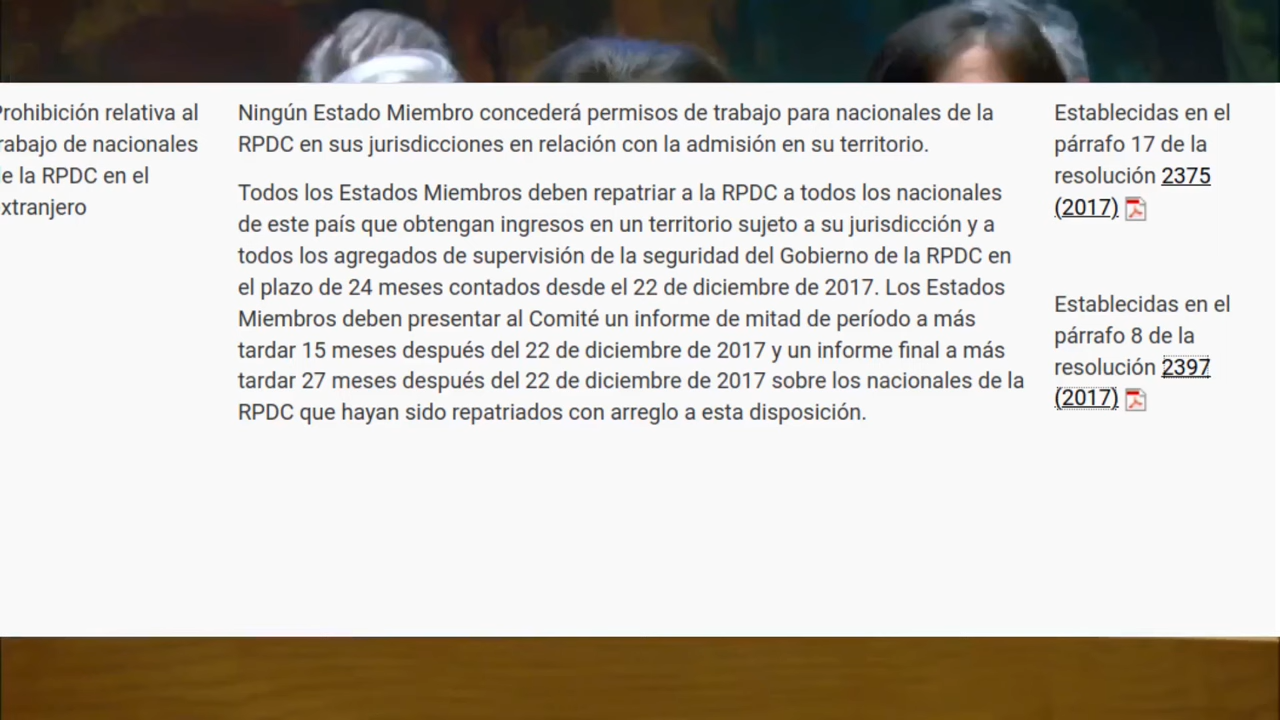 rohibición relativa al
rabajo de nacionales
e la RPDC en el
xtranjero
Ningún Estado Miembro concederá permisos de trabajo para nacionales de la
RPDC en sus jurisdicciones en relación con la admisión en su territorio.
Todos los Estados Miembros deben repatriar a la RPDC a todos los nacionales
de este país que obtengan ingresos en un territorio sujeto a su jurisdicción y a
todos los agregados de supervisión de la seguridad del Gobierno de la RPDC en
el plazo de 24 meses contados desde el 22 de diciembre de 2017. Los Estados
Miembros deben presentar al Comité un informe de mitad de período a más
tardar 15 meses después del 22 de diciembre de 2017 y un informe final a más
tardar 27 meses después del 22 de diciembre de 2017 sobre los nacionales de la
RPDC que hayan sido repatriados con arreglo a esta disposición.
Establecidas en el
párrafo 17 de la
resolución 2375
(2017)
Establecidas en el
párrafo 8 de la
resolución 2397
(2017)